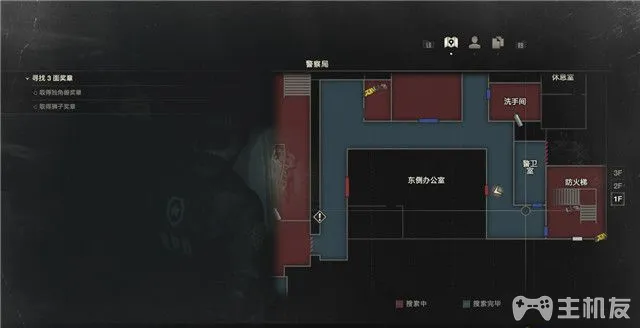 L1
R1
警察局
寻找 3 面奖章
取得独角兽奖章
取得狮子奖章
休息室
洗手间
警卫室
东侧办公室
防火梯
3F
2F
1F
搜索中
搜索完毕
主机友